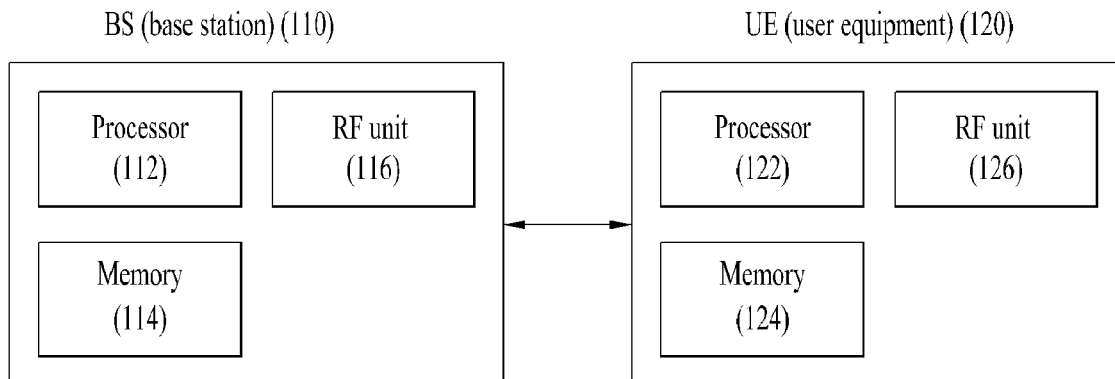 BS (base station) (110)
UE (user equipment) (120)
Processor
(112)
RF unit
(116)
Memory
(114)
Processor
(122)
RF unit
(126)
Memory
(124)